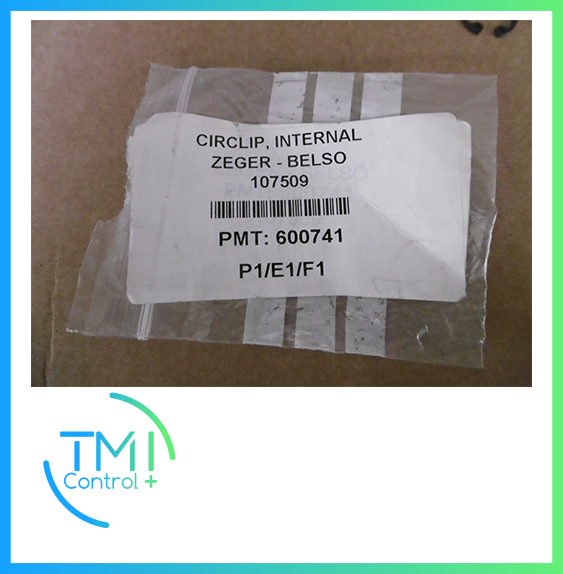 CIRCLIP, INTERNAL
ZEGER - BELSO
107509
PMT: 600741
P1/E1/F1
TMI
Control +